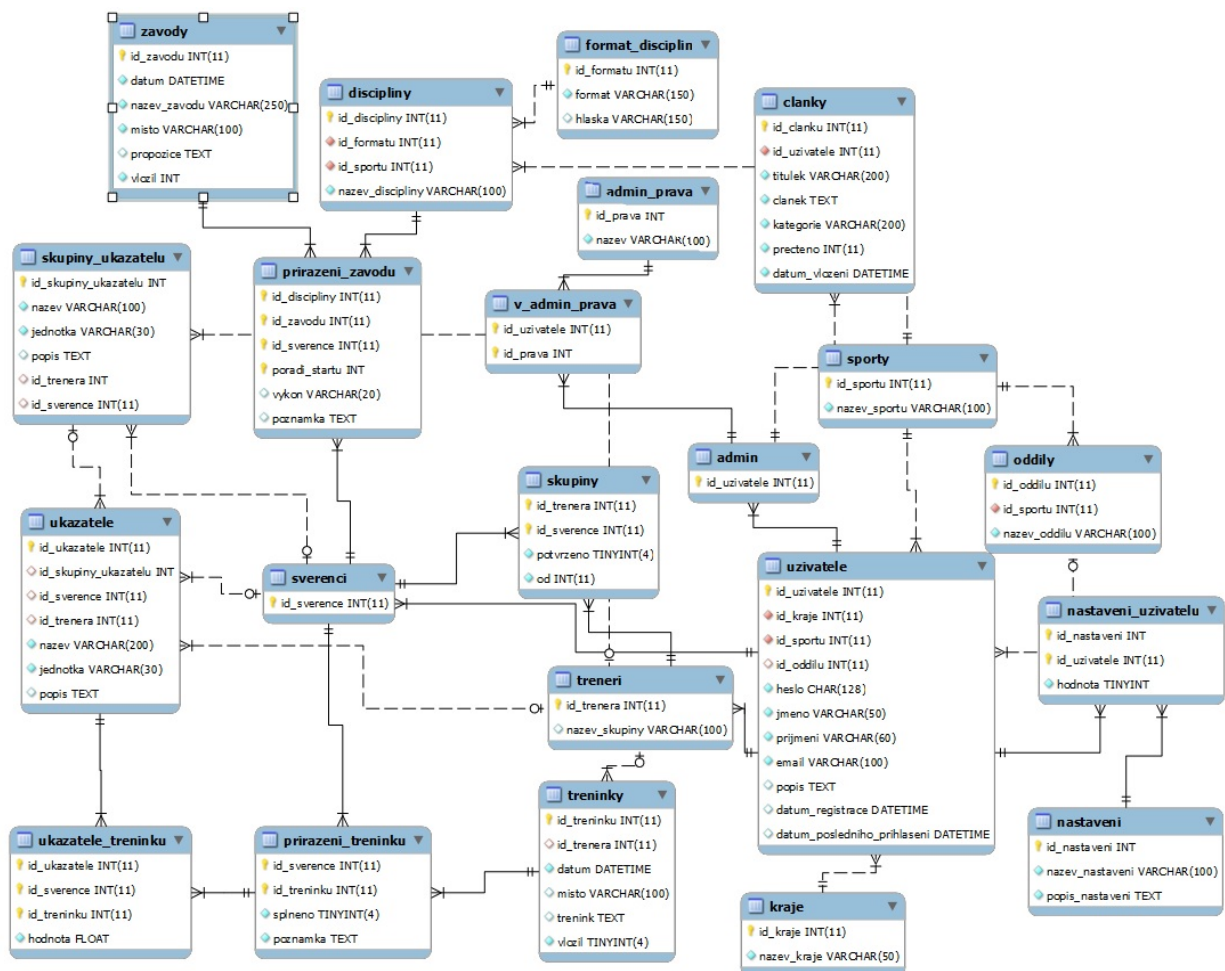 zavody
id_zavodu INT(11)
datum DATETIME
nazev_zavodu VARCHAR(250)
misto VARCHAR(100)
propozice TEXT
vlozil INT
discipliny
id_discipliny INT(11)
id_formatu INT(11)
id_sportu INT(11)
nazev_discipliny VARCHAR(100)
format_disciplin
id_formatu INT(11)
format VARCHAR(150)
hlaska VARCHAR(150)
clanky
id_clanku INT(11)
id_uzivatele INT(11)
titulek VARCHAR(200)
clanek TEXT
kategorie VARCHAR(200)
precteno INT(11)
datum_vlozeni DATETIME
admin_prava
id_prava INT
nazev VARCHAR(100)
skupiny_ukazatelu
id_skupiny_ukazatelu INT
nazev VARCHAR(100)
jednotka VARCHAR(30)
popis TEXT
id_trenera INT
id_sverence INT(11)
prirazeni_zavodu
id_discipliny INT(11)
id_zavodu INT(11)
id_sverence INT(11)
poradi_startu INT
vykon VARCHAR(20)
poznamka TEXT
v_admin_prava
id_uzivatele INT(11)
id_prava INT
sporty
id_sportu INT(11)
nazev_sportu VARCHAR(100)
admin
id_uzivatele INT(11)
oddily
id_oddilu INT(11)
id_sportu INT(11)
nazev_oddilu VARCHAR(100)
skupiny
id_trenera INT(11)
id_sverence INT(11)
potvrzeno TINYINT(4)
od INT(11)
ukazatele
id_ukazatele INT(11)
id_skupiny_ukazatelu INT
id_sverence INT(11)
id_trenera INT(11)
nazev VARCHAR(200)
jednotka VARCHAR(30)
popis TEXT
sverenci
id_sverence INT(11)
uzivatele
id_uzivatele INT(11)
id_kraje INT(11)
id_sportu INT(11)
id_oddilu INT(11)
heslo CHAR(128)
jmeno VARCHAR(50)
prijmeni VARCHAR(60)
email VARCHAR(100)
popis TEXT
datum_registrace DATETIME
datum_posledniho_prihlaseni DATETIME
nastaveni_uzivatelu
id_nastaveni INT
id_uzivatele INT(11)
hodnota TINYINT
treneri
id_trenera INT(11)
nazev_skupiny VARCHAR(100)
treninky
id_treninku INT(11)
id_trenera INT(11)
datum DATETIME
misto VARCHAR(100)
trenink TEXT
vlozil TINYINT(4)
nastaveni
id_nastaveni INT
nazev_nastaveni VARCHAR(100)
popis_nastaveni TEXT
ukazatele_treninku
id_ukazatele INT(11)
id_sverence INT(11)
id_treninku INT(11)
hodnota FLOAT
prirazeni_treninku
id_sverence INT(11)
id_treninku INT(11)
splneno TINYINT(4)
poznamka TEXT
kraje
id_kraje INT(11)
nazev_kraje VARCHAR(50)